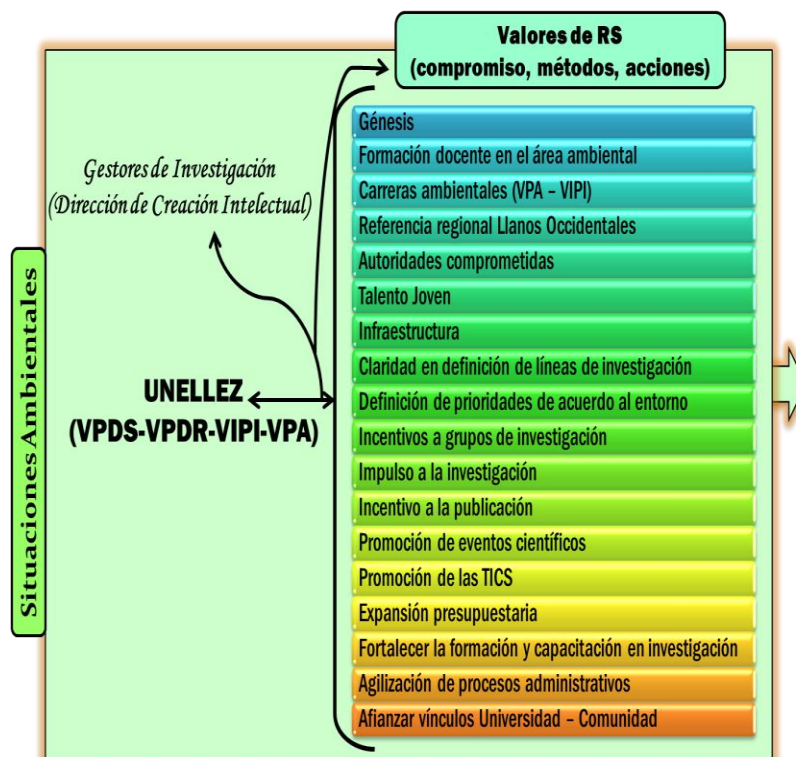 Valores de RS
(compromiso, métodos, acciones)
Gestores de Investigación
(Dirección de Creación Intelectual)
Situaciones Ambientales
UNELLEZ
(VPDS-VPDR-VIPI-VPA)
Génesis
Formación docente en el área ambiental
Carreras ambientales (VPA – VIPI)
Referencia regional Llanos Occidentales
Autoridades comprometidas
Talento Joven
Infraestructura
Claridad en definición de líneas de investigación
Definición de prioridades de acuerdo al entorno
Incentivos a grupos de investigación
Impulso a la investigación
Incentivo a la publicación
Promoción de eventos científicos
Promoción de las TICS
Expansión presupuestaria
Fortalecer la formación y capacitación en investigación
Agilización de procesos administrativos
Afianzar vínculos Universidad – Comunidad